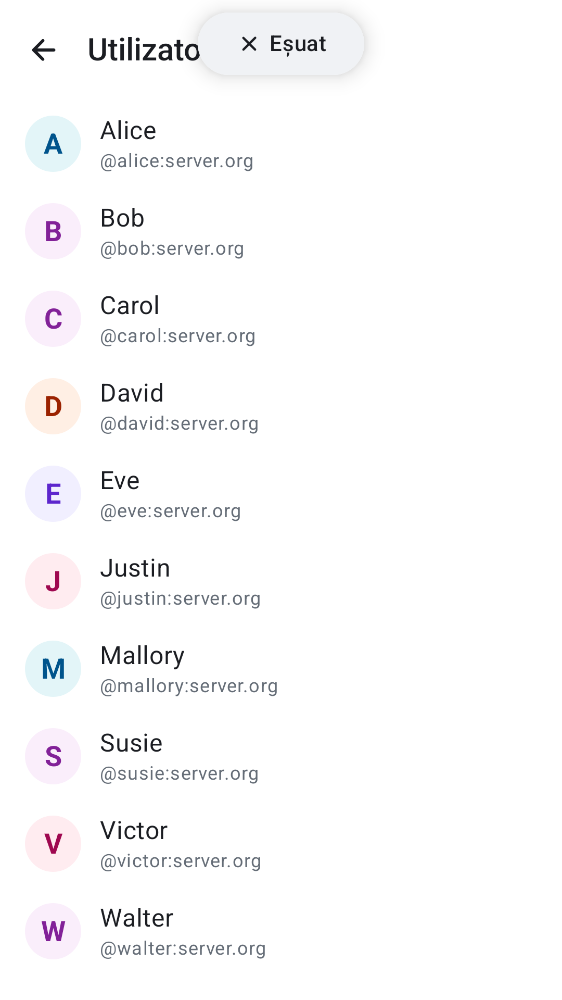 Utilizato
Eșuat
A
Alice
@alice:server.org
B
Bob
@bob:server.org
C
Carol
@carol:server.org
D
David
@david:server.org
E
Eve
@eve:server.org
J
Justin
@justin:server.org
M
Mallory
@mallory:server.org
S
Susie
@susie:server.org
V
Victor
@victor:server.org
W
Walter
@walter:server.org